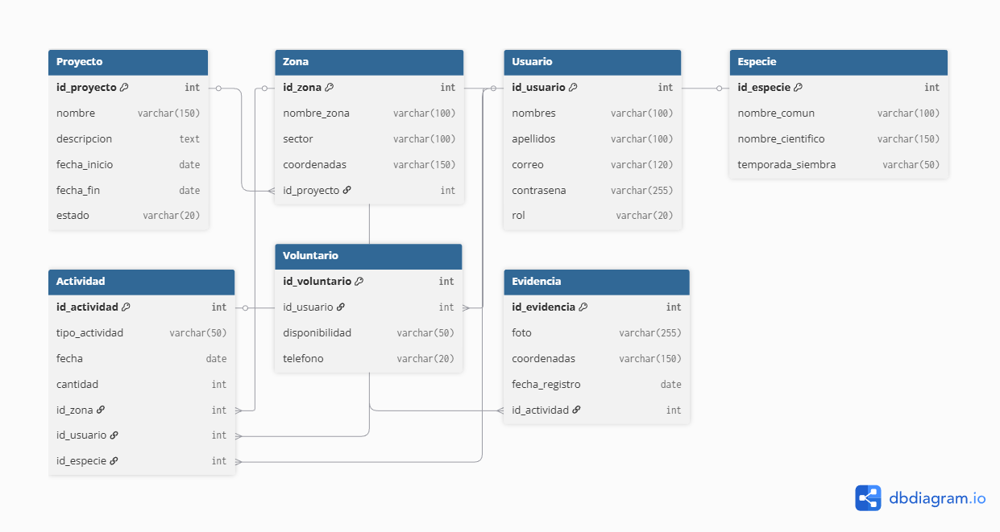 Proyecto
id_proyecto int
nombre varchar(150)
descripcion text
fecha_inicio date
fecha_fin date
estado varchar(20)
Zona
id_zona int
nombre_zona varchar(100)
sector varchar(100)
coordenadas varchar(150)
id_proyecto int
Usuario
id_usuario int
nombres varchar(100)
apellidos varchar(100)
correo varchar(120)
contrasena varchar(255)
rol varchar(20)
Especie
id_especie int
nombre_comun varchar(100)
nombre_cientifico varchar(150)
temporada_siembra varchar(50)
Actividad
id_actividad int
tipo_actividad varchar(50)
fecha date
cantidad int
id_zona int
id_usuario int
id_especie int
Voluntario
id_voluntario int
id_usuario int
disponibilidad varchar(50)
telefono varchar(20)
Evidencia
id_evidencia int
foto varchar(255)
coordenadas varchar(150)
fecha_registro date
id_actividad int
dbdiagram.io